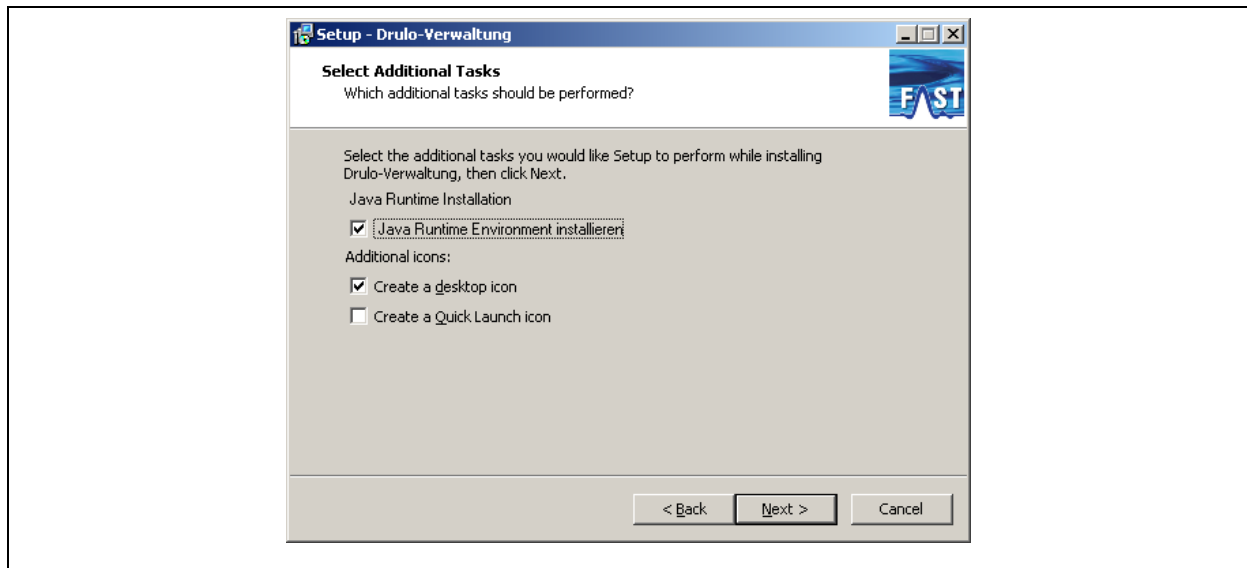 Setup - Drulo-Verwaltung
Select Additional Tasks
Which additional tasks should be performed?
FAST
Select the additional tasks you would like Setup to perform while installing
Drulo-Verwaltung, then click Next.
Java Runtime Installation
Java Runtime Environment installieren
Additional icons:
Create a desktop icon
Create a Quick Launch icon
< Back
Next >
Cancel